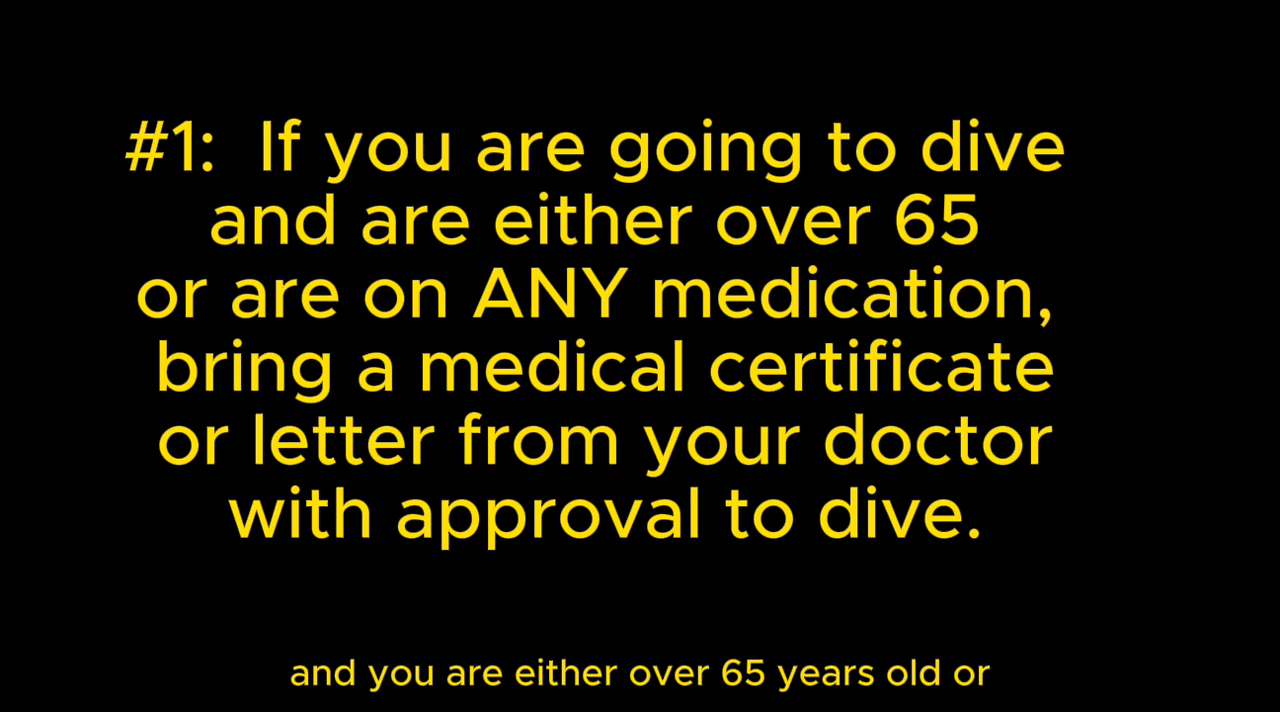 #1:  If you are going to dive
and are either over 65
or are on ANY medication,
bring a medical certificate
or letter from your doctor
with approval to dive.
and you are either over 65 years old or